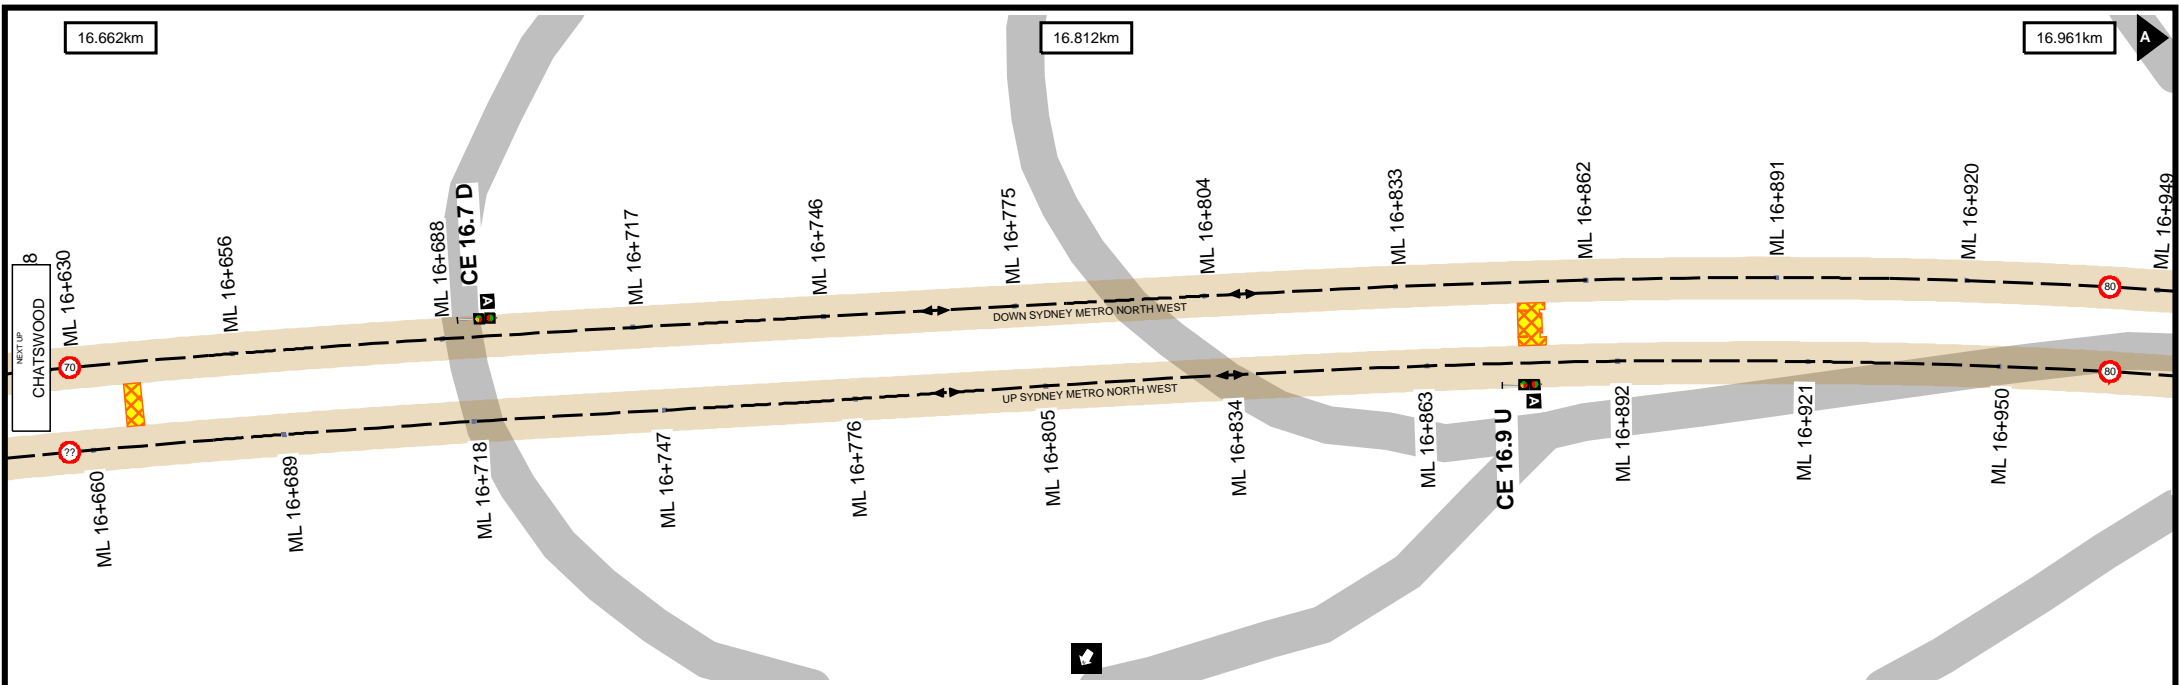 16.662km
16.812km
16.961km
A
8
ML 16+630
ML 16+656
ML 16+688
CE 16.7 D
A
ML 16+717
ML 16+746
ML 16+775
ML 16+804
ML 16+833
ML 16+862
ML 16+891
ML 16+920
ML 16+949
NEXT UP
CHATSWOOD
70
DOWN SYDNEY METRO NORTH WEST
80
??
UP SYDNEY METRO NORTH WEST
80
ML 16+660
ML 16+689
ML 16+718
ML 16+747
ML 16+776
ML 16+805
ML 16+834
ML 16+863
CE 16.9 U
A
ML 16+892
ML 16+921
ML 16+950